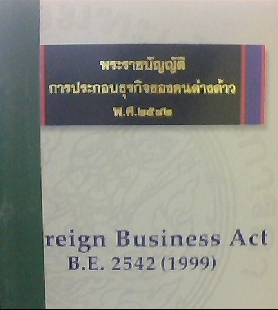 พระราชบัญญัติ
การประกอบธุรกิจของคนต่างด้าว
พ.ศ.๒๕๔๒
reign Business Act
B.E. 2542 (1999)